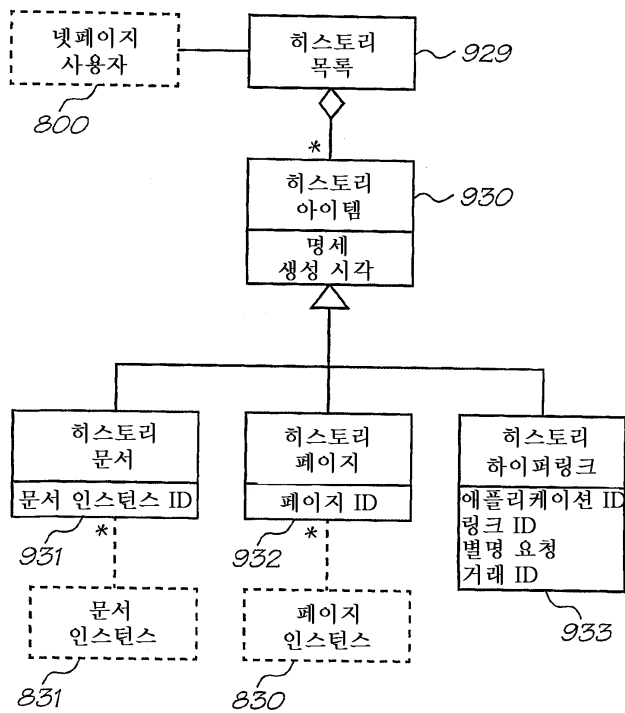 넷페이지
사용자
800
히스토리
목록
929
*
히스토리
아이템
930
명세
생성 시각
히스토리
문서
문서 인스턴스 ID
931
*
히스토리
페이지
페이지 ID
932
*
히스토리
하이퍼링크
애플리케이션 ID
링크 ID
별명 요청
거래 ID
933
문서
인스턴스
831
페이지
인스턴스
830